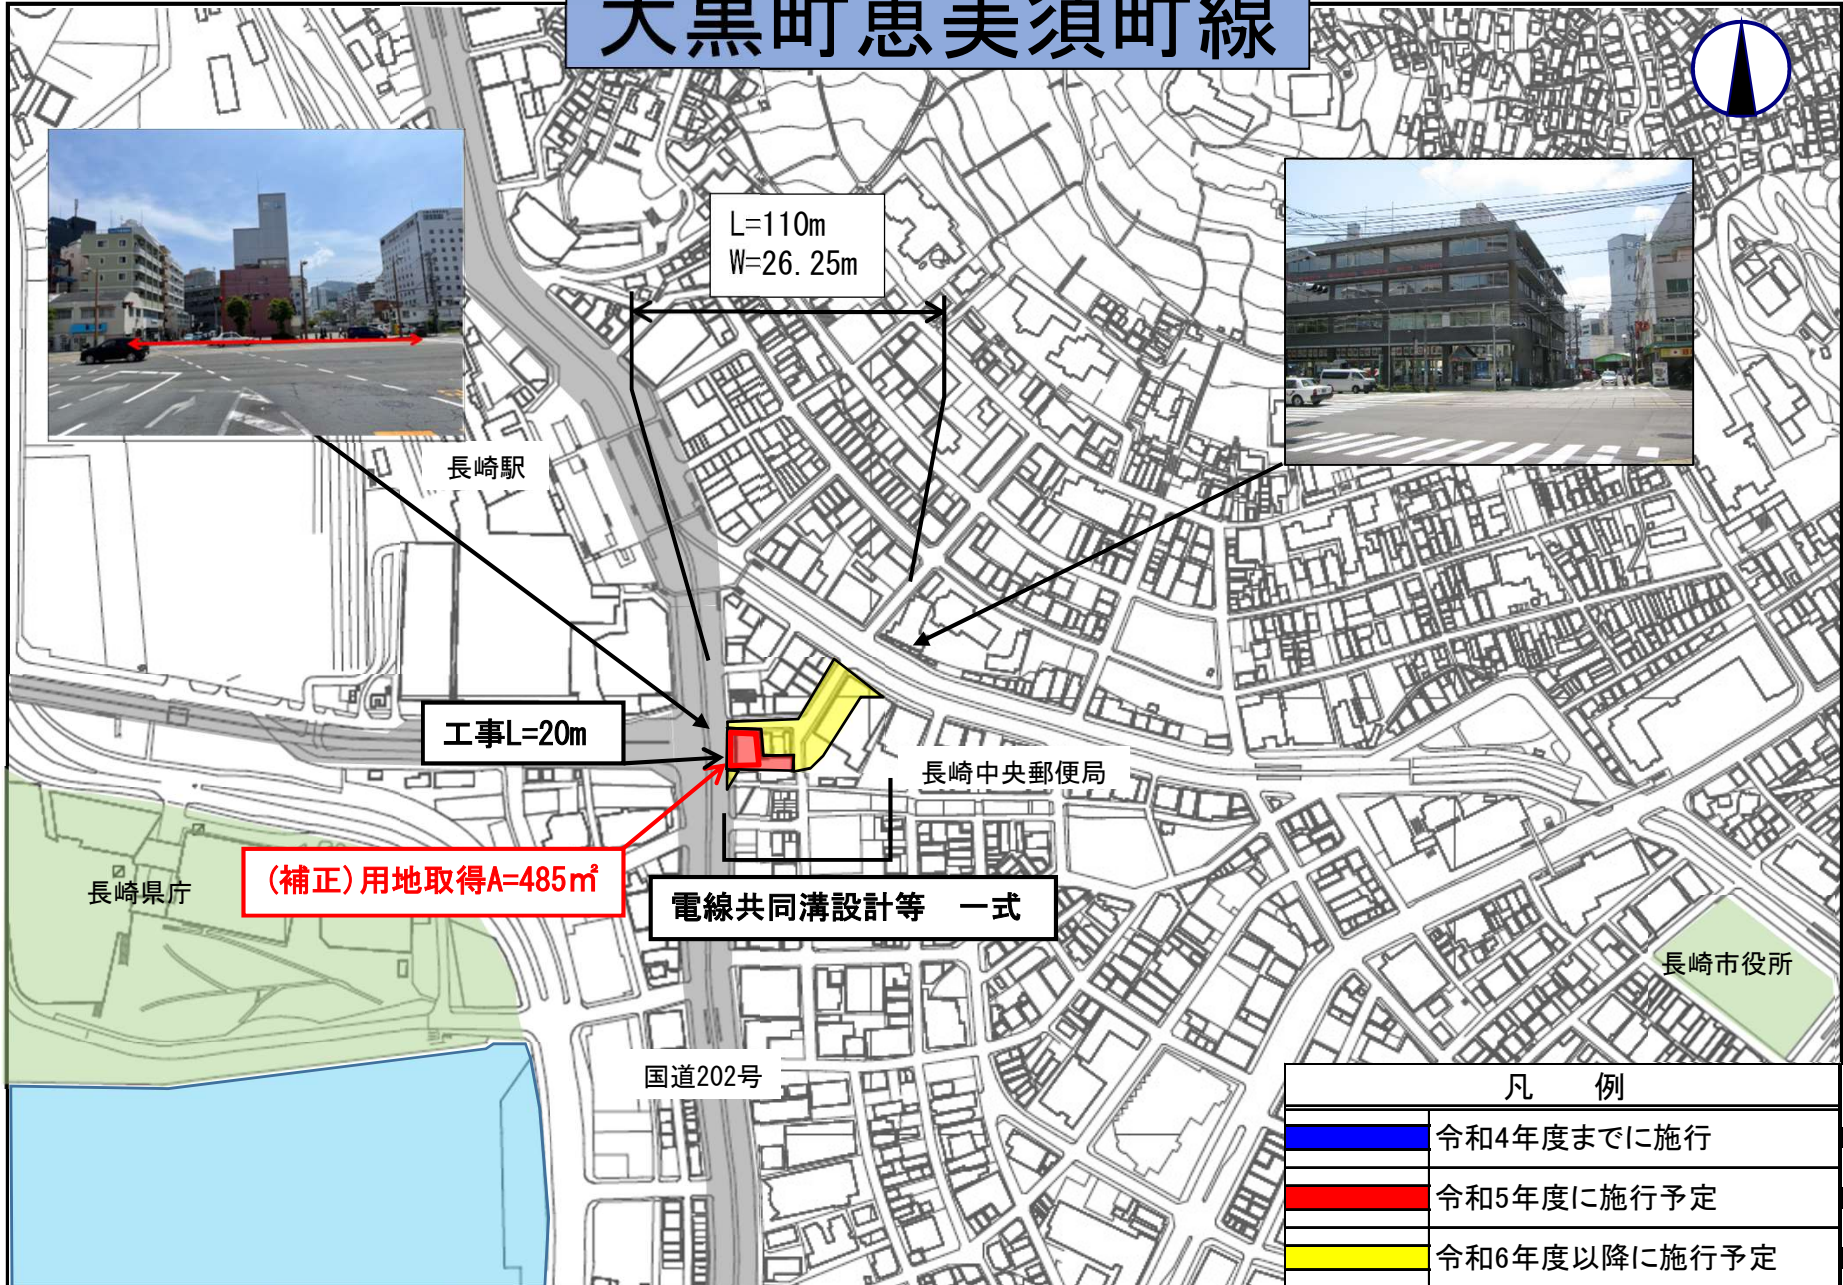 大黒町恵美須町線
L=110m
W=26.25m
長崎駅
工事L=20m
長崎中央郵便局
(補正)用地取得A=485㎡
長崎県庁
電線共同溝設計等　一式
長崎市役所
国道202号
凡　例
令和4年度までに施行
令和5年度に施行予定
令和6年度以降に施行予定